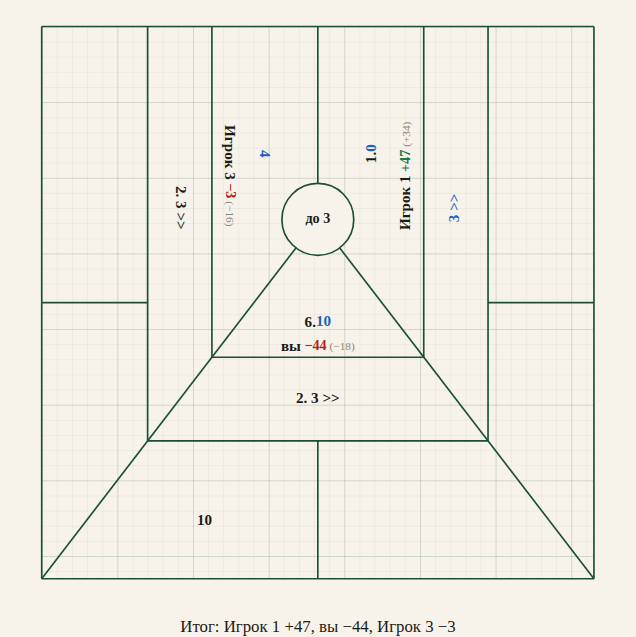 2. 3 >>
Игрок 3 −3 (−16)
4
1.0
Игрок 1 +47 (+34)
3 >>
до 3
6.10
вы −44 (−18)
2. 3 >>
10
Итог: Игрок 1 +47, вы −44, Игрок 3 −3